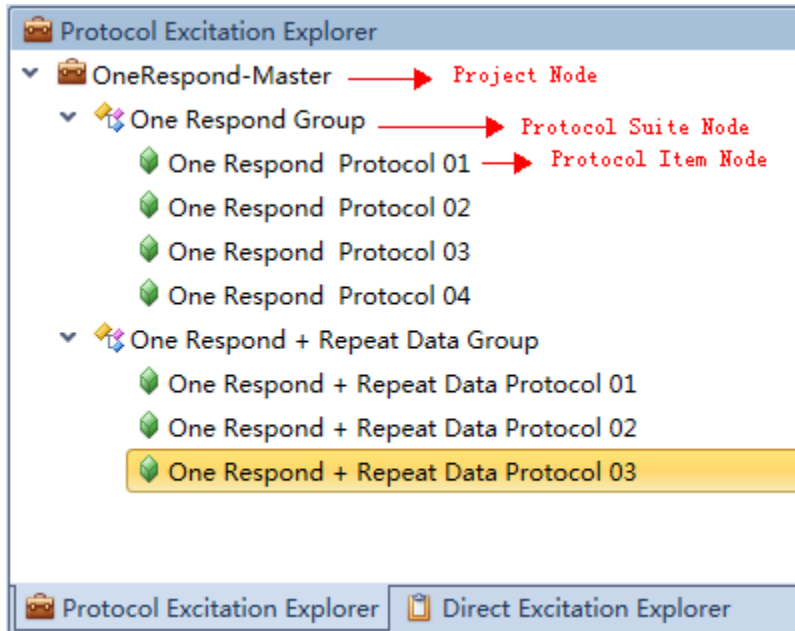 Protocol Excitation Explorer
OneRespond-Master Project Node
One Respond Group Protocol Suite Node
One Respond  Protocol 01 Protocol Item Node
One Respond  Protocol 02
One Respond  Protocol 03
One Respond  Protocol 04
One Respond + Repeat Data Group
One Respond + Repeat Data Protocol 01
One Respond + Repeat Data Protocol 02
One Respond + Repeat Data Protocol 03
Protocol Excitation Explorer Direct Excitation Explorer